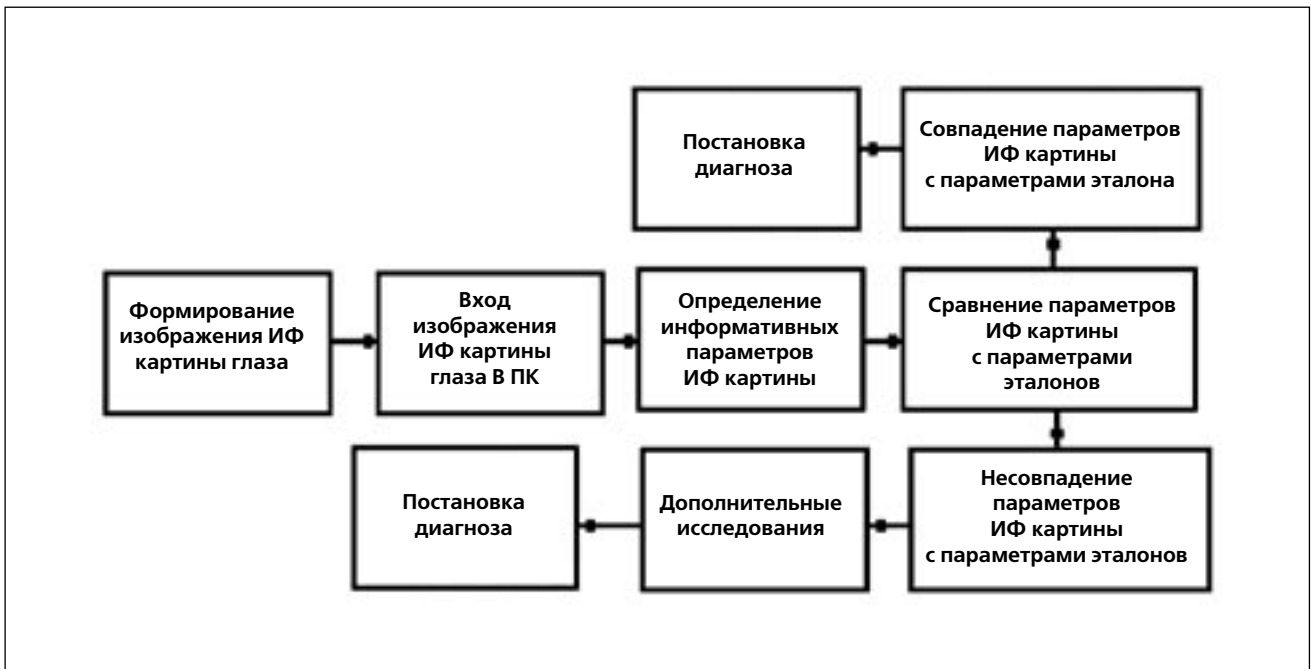 Постановка
диагноза
Совпадение параметров
ИФ картины
с параметрами эталона
Формирование
изображения ИФ
картины глаза
Вход
изображения
ИФ картины
глаза В ПК
Определение
информативных
параметров
ИФ картины
Сравнение параметров
ИФ картины
с параметрами
эталонов
Постановка
диагноза
Дополнительные
исследования
Несовпадение
параметров
ИФ картины
с параметрами эталонов